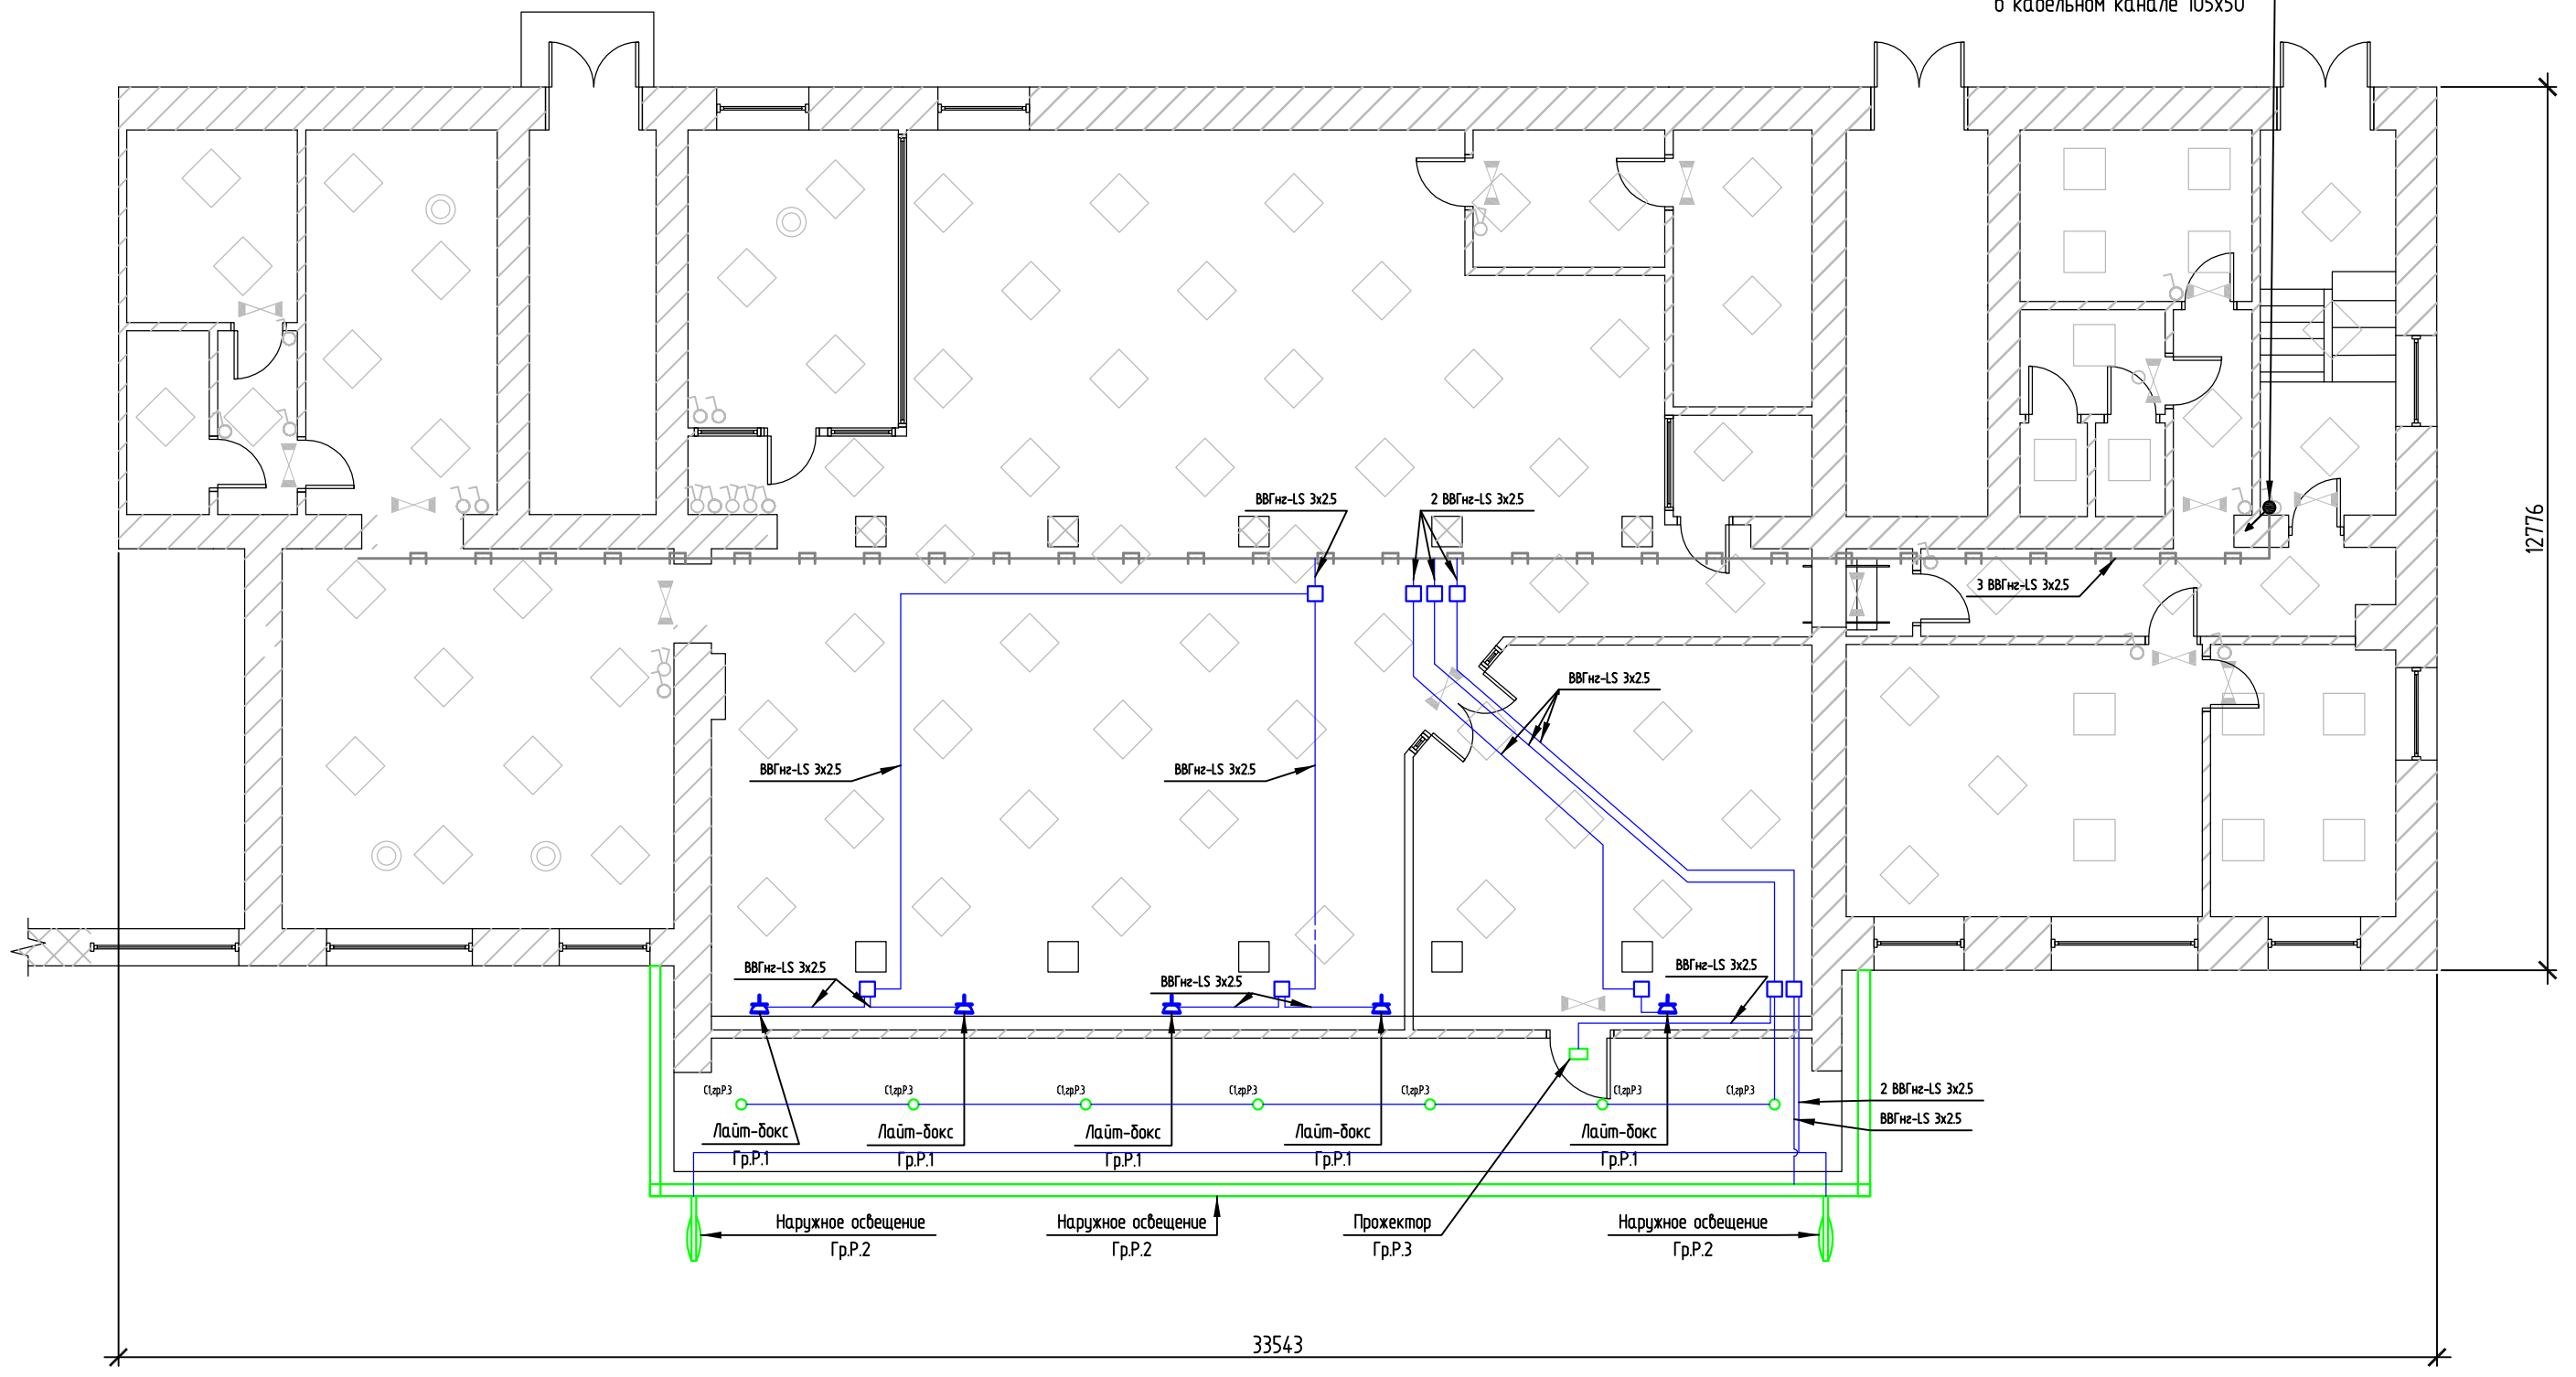 в кабельном канале 105х50
ВВГнг-LS 3х2.5
2 ВВГнг-LS 3х2.5
12776
3 ВВГнг-LS 3х2.5
ВВГнг-LS 3х2.5
ВВГнг-LS 3х2.5
ВВГнг-LS 3х2.5
ВВГнг-LS 3х2.5
ВВГнг-LS 3х2.5
ВВГнг-LS 3х2.5
С1,гр.Р.3
С1,гр.Р.3
С1,гр.Р.3
С1,гр.Р.3
С1,гр.Р.3
С1,гр.Р.3
С1,гр.Р.3
2 ВВГнг-LS 3х2.5
ВВГнг-LS 3х2.5
Лайт-бокс
Гр.Р.1
Лайт-бокс
Гр.Р.1
Лайт-бокс
Гр.Р.1
Лайт-бокс
Гр.Р.1
Лайт-бокс
Гр.Р.1
Наружное освещение
Гр.Р.2
Наружное освещение
Гр.Р.2
Прожектор
Гр.Р.3
Наружное освещение
Гр.Р.2
33543